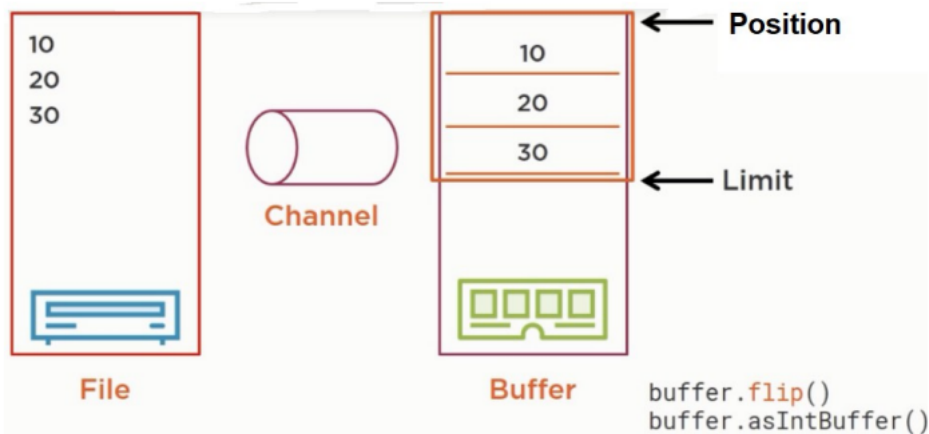 10
20
30
File
Channel
Position
10
20
30
Limit
Buffer
buffer.flip()
buffer.asIntBuffer()